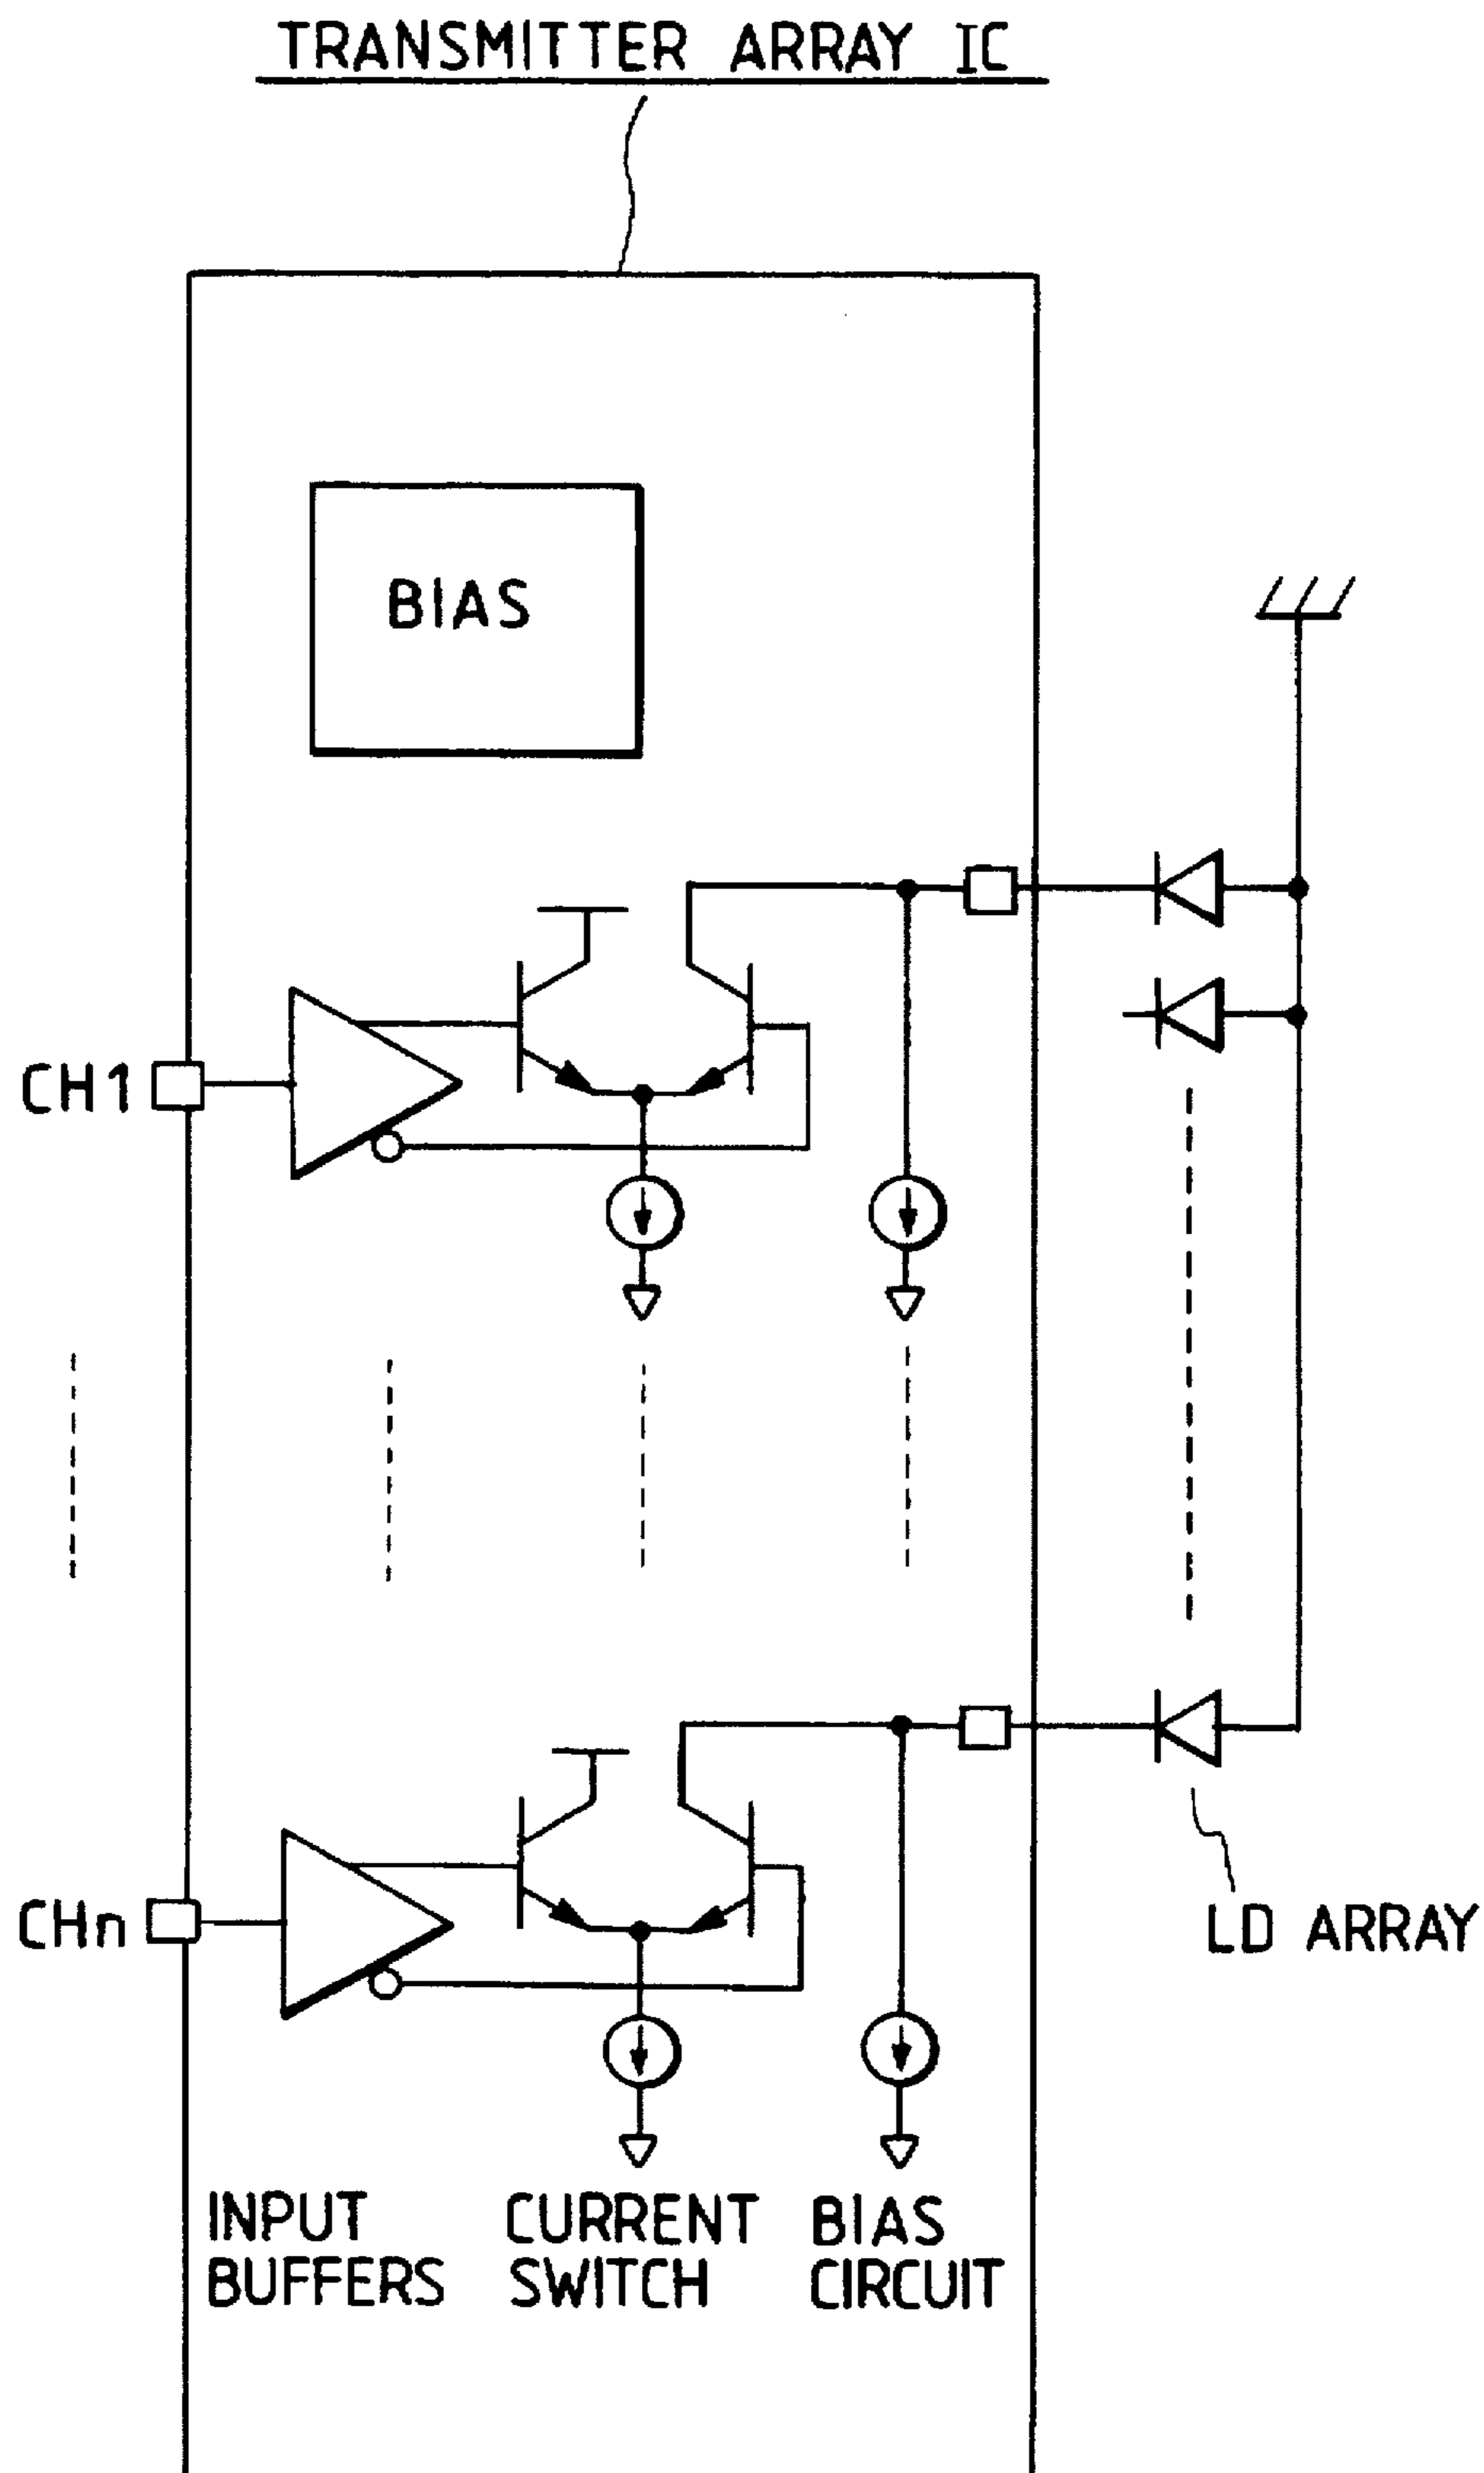 TRANSMITTER ARRAY IC
BIAS
CH1
CHn
LD ARRAY
INPUT
BUFFERS
CURRENT
SWITCH
BIAS
CIRCUIT